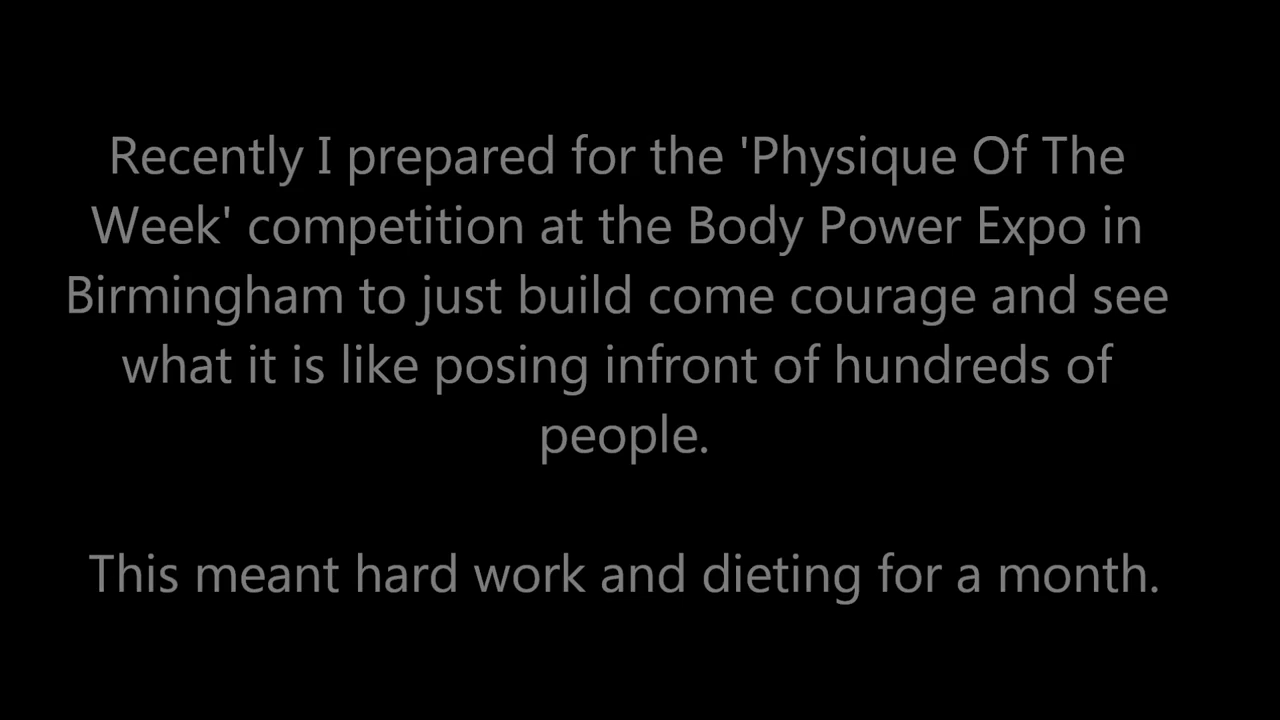 Recently I prepared for the 'Physique Of The
Week' competition at the Body Power Expo in
Birmingham to just build come courage and see
what it is like posing infront of hundreds of
people.
This meant hard work and dieting for a month.